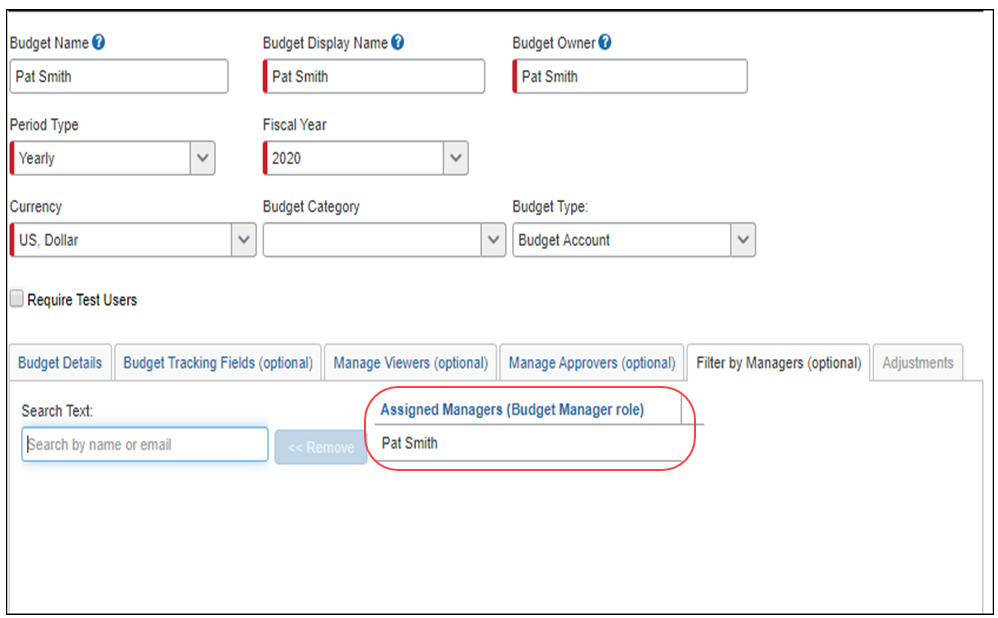 Budget Name ?
Budget Display Name ?
Budget Owner ?
Pat Smith
Pat Smith
Pat Smith
Period Type
Fiscal Year
Yearly
2020
Currency
Budget Category
Budget Type:
US, Dollar
Budget Account
Require Test Users
Budget Details
Budget Tracking Fields (optional)
Manage Viewers (optional)
Manage Approvers (optional)
Filter by Managers (optional)
Adjustments
Search Text:
Assigned Managers (Budget Manager role)
Search by name or email
<< Remove
Pat Smith